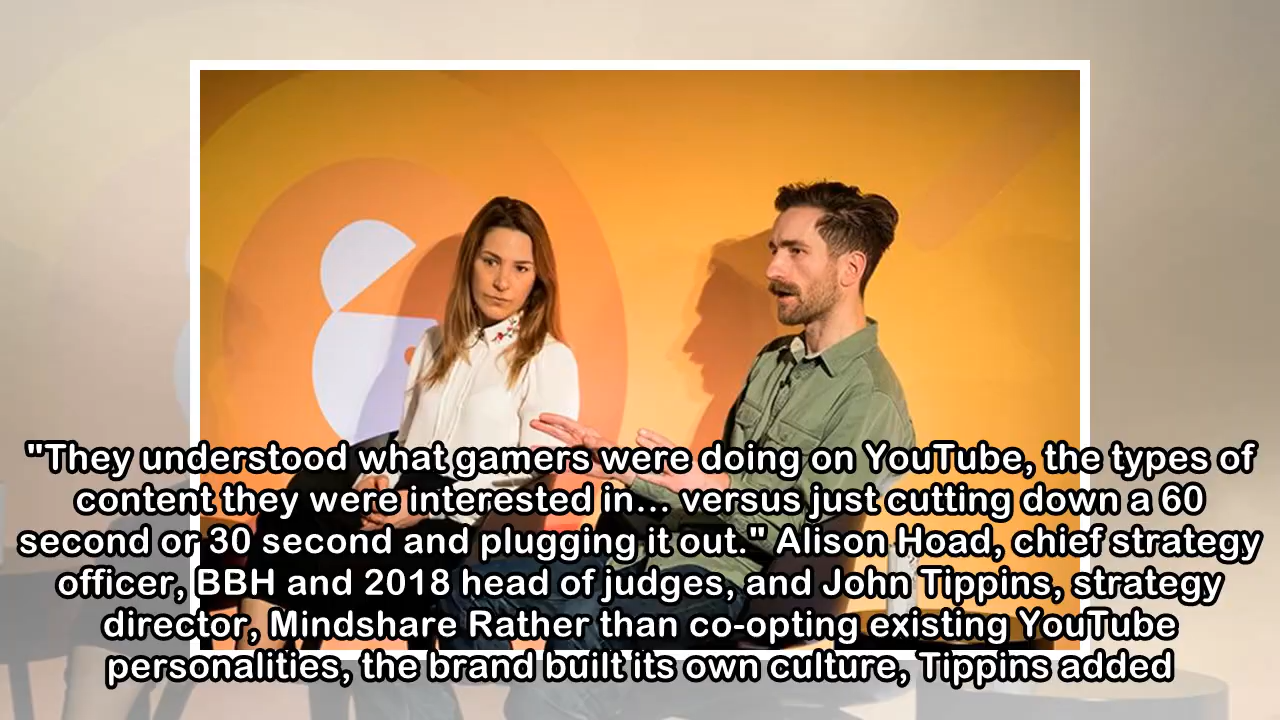 "They understood what gamers were doing on YouTube, the types of
content they were interested in... versus just cutting down a 60
second or 30 second and plugging it out." Alison Hoad, chief strategy
officer, BBH and 2018 head of judges, and John Tippins, strategy
director, Mindshare Rather than co-opting existing YouTube
personalities, the brand built its own culture, Tippins added